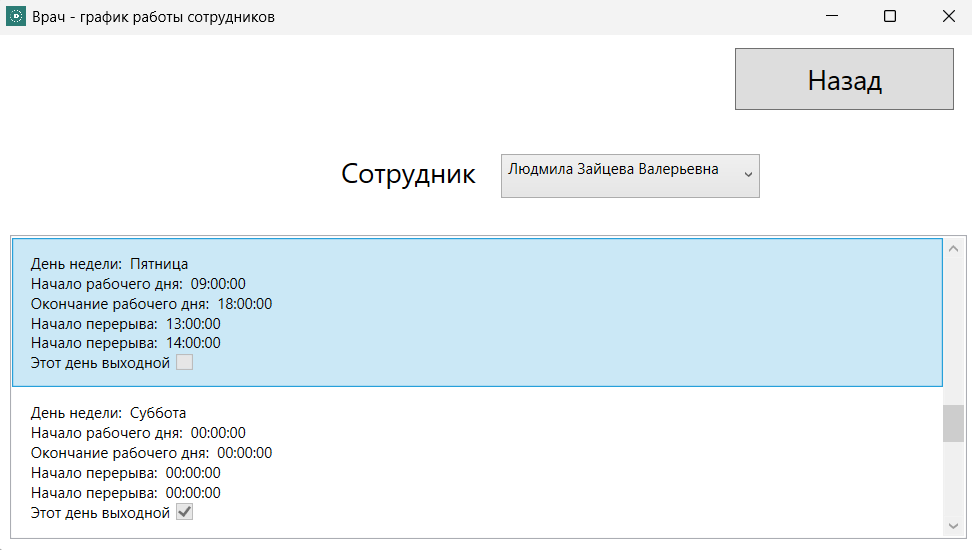 Врач - график работы сотрудников
Назад
Сотрудник
Людмила Зайцева Валерьевна
День недели: Пятница
Начало рабочего дня: 09:00:00
Окончание рабочего дня: 18:00:00
Начало перерыва: 13:00:00
Начало перерыва: 14:00:00
Этот день выходной
День недели: Суббота
Начало рабочего дня: 00:00:00
Окончание рабочего дня: 00:00:00
Начало перерыва: 00:00:00
Начало перерыва: 00:00:00
Этот день выходной